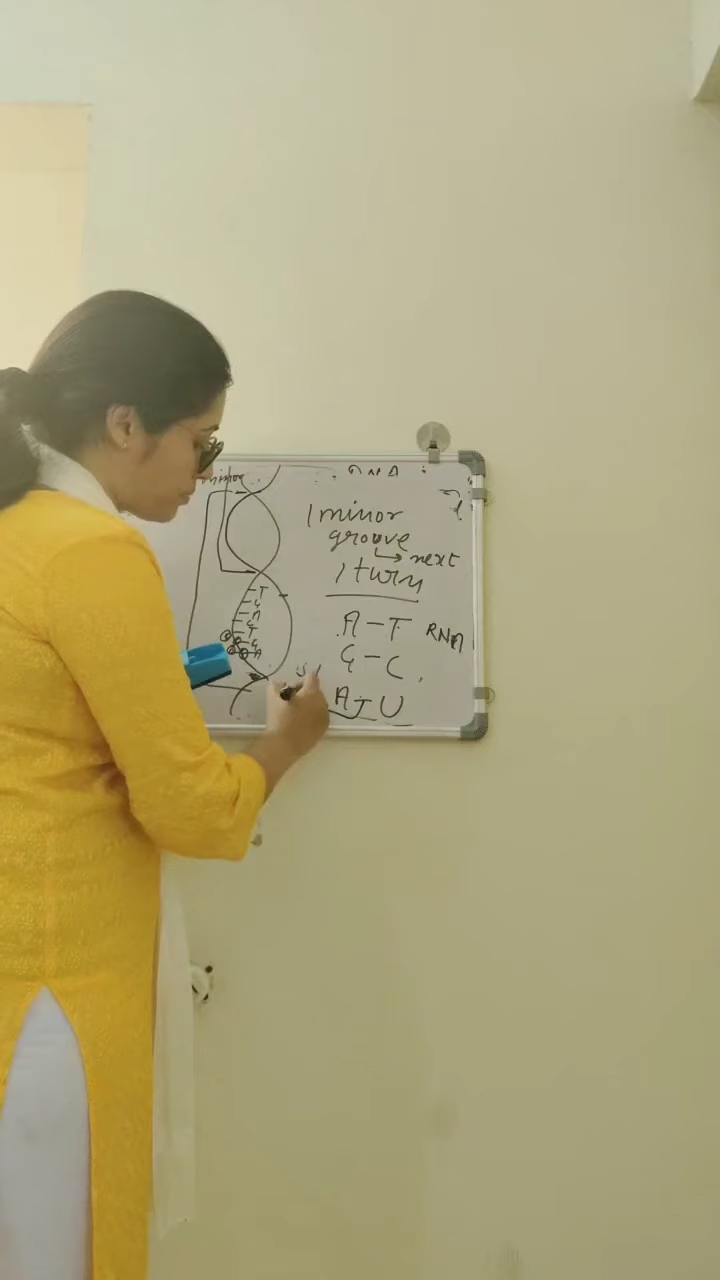 DNA
minor
1 minor
groove
↳ next
1 turn
T
G
A
C
T
G
A
A-T RNA
G-C
A-U